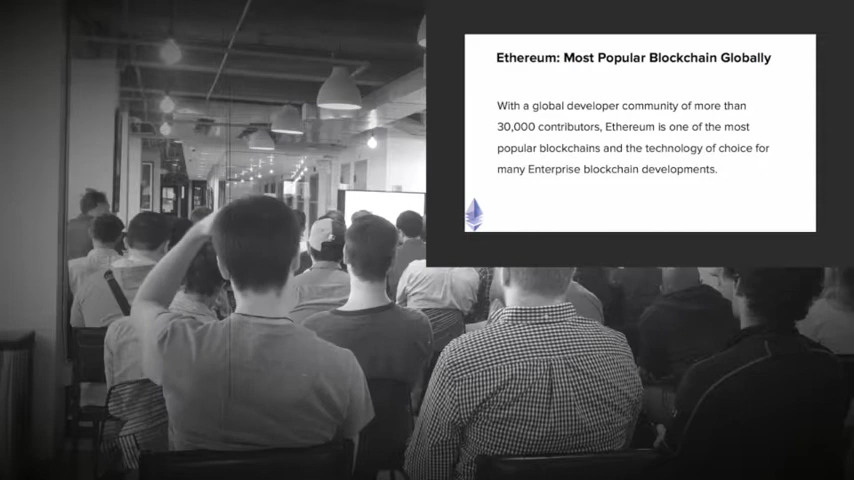 Ethereum: Most Popular Blockchain Globally
With a global developer community of more than
30,000 contributors, Ethereum is one of the most
popular blockchains and the technology of choice for
many Enterprise blockchain developments.